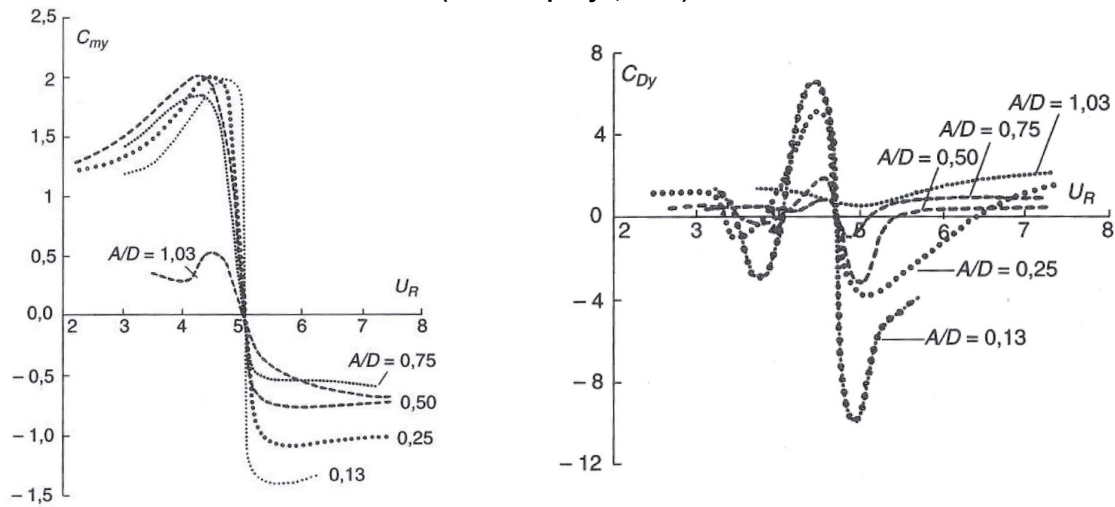 2,5
C_my
2
1,5
1
0,5
0,0
– 0,5
– 1,0
– 1,5
A/D = 1,03
U_R
2 3 4 5 6 7 8
A/D = 0,75
0,50
0,25
0,13
8
C_Dy
4
0
– 4
– 8
– 12
A/D = 1,03
A/D = 0,75
A/D = 0,50
U_R
2 3 4 5 6 7 8
A/D = 0,25
A/D = 0,13